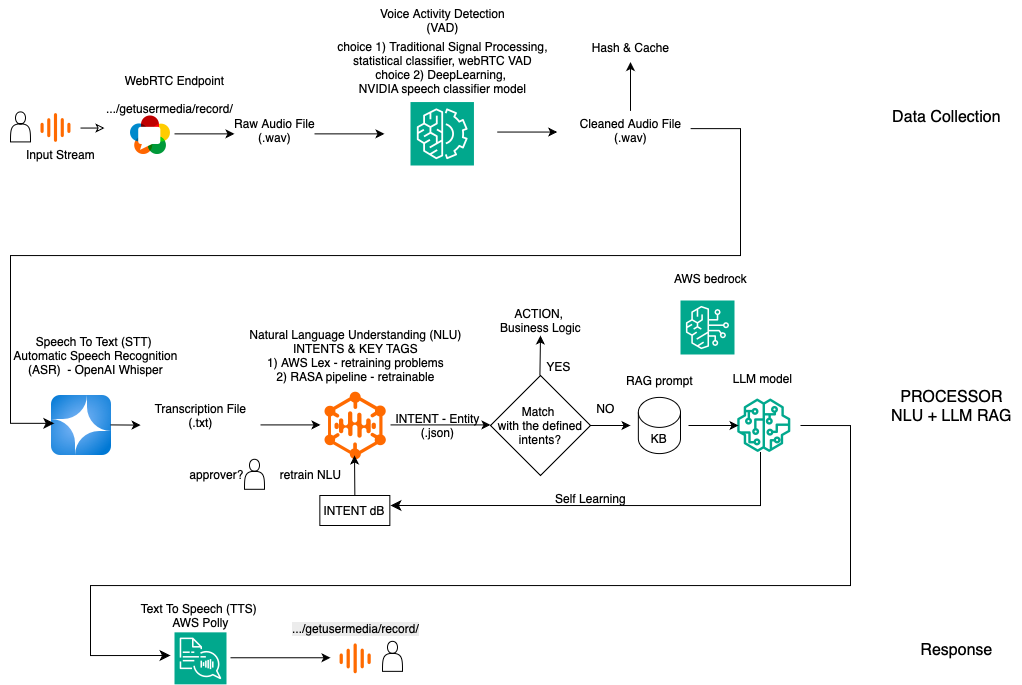 Voice Activity Detection
(VAD)
choice 1) Traditional Signal Processing,
statistical classifier, webRTC VAD
choice 2) DeepLearning,
NVIDIA speech classifier model
Hash & Cache
WebRTC Endpoint
.../getusermedia/record/
Input Stream
Raw Audio File
(.wav)
Cleaned Audio File
(.wav)
Data Collection
AWS bedrock
Speech To Text (STT)
Automatic Speech Recognition
(ASR) - OpenAI Whisper
Transcription File
(.txt)
Natural Language Understanding (NLU)
INTENTS & KEY TAGS
1) AWS Lex - retraining problems
2) RASA pipeline - retrainable
INTENT - Entity
(.json)
ACTION,
Business Logic
YES
Match
with the defined
intents?
NO
RAG prompt
KB
LLM model
PROCESSOR
NLU + LLM RAG
approver?
retrain NLU
INTENT dB
Self Learning
Text To Speech (TTS)
AWS Polly
.../getusermedia/record/
Response